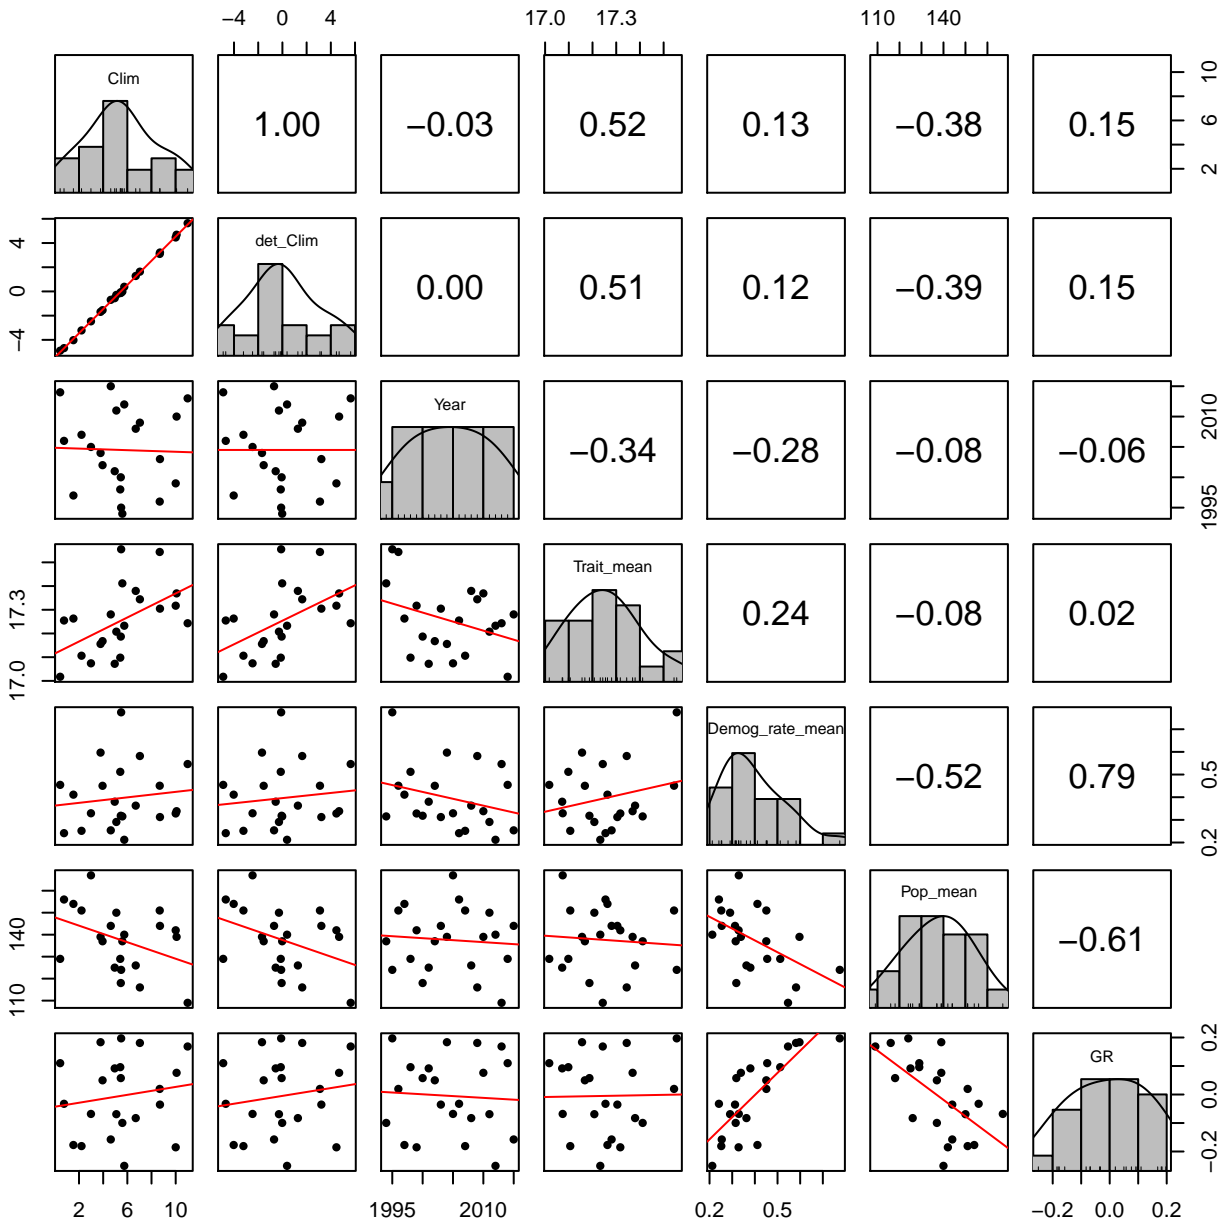 −4 0 4 17.0 17.3 110 140
Clim 1.00 −0.03 0.52 0.13 −0.38 0.15 2 6 10
−4 0 4 det_Clim 0.00 0.51 0.12 −0.39 0.15
Year −0.34 −0.28 −0.08 −0.06 1995 2010
17.0 17.3 Trait_mean 0.24 −0.08 0.02
Demog_rate_mean −0.52 0.79 0.2 0.5
110 140 Pop_mean −0.61
GR −0.2 0.0 0.2
2 6 10 1995 2010 0.2 0.5 −0.2 0.0 0.2